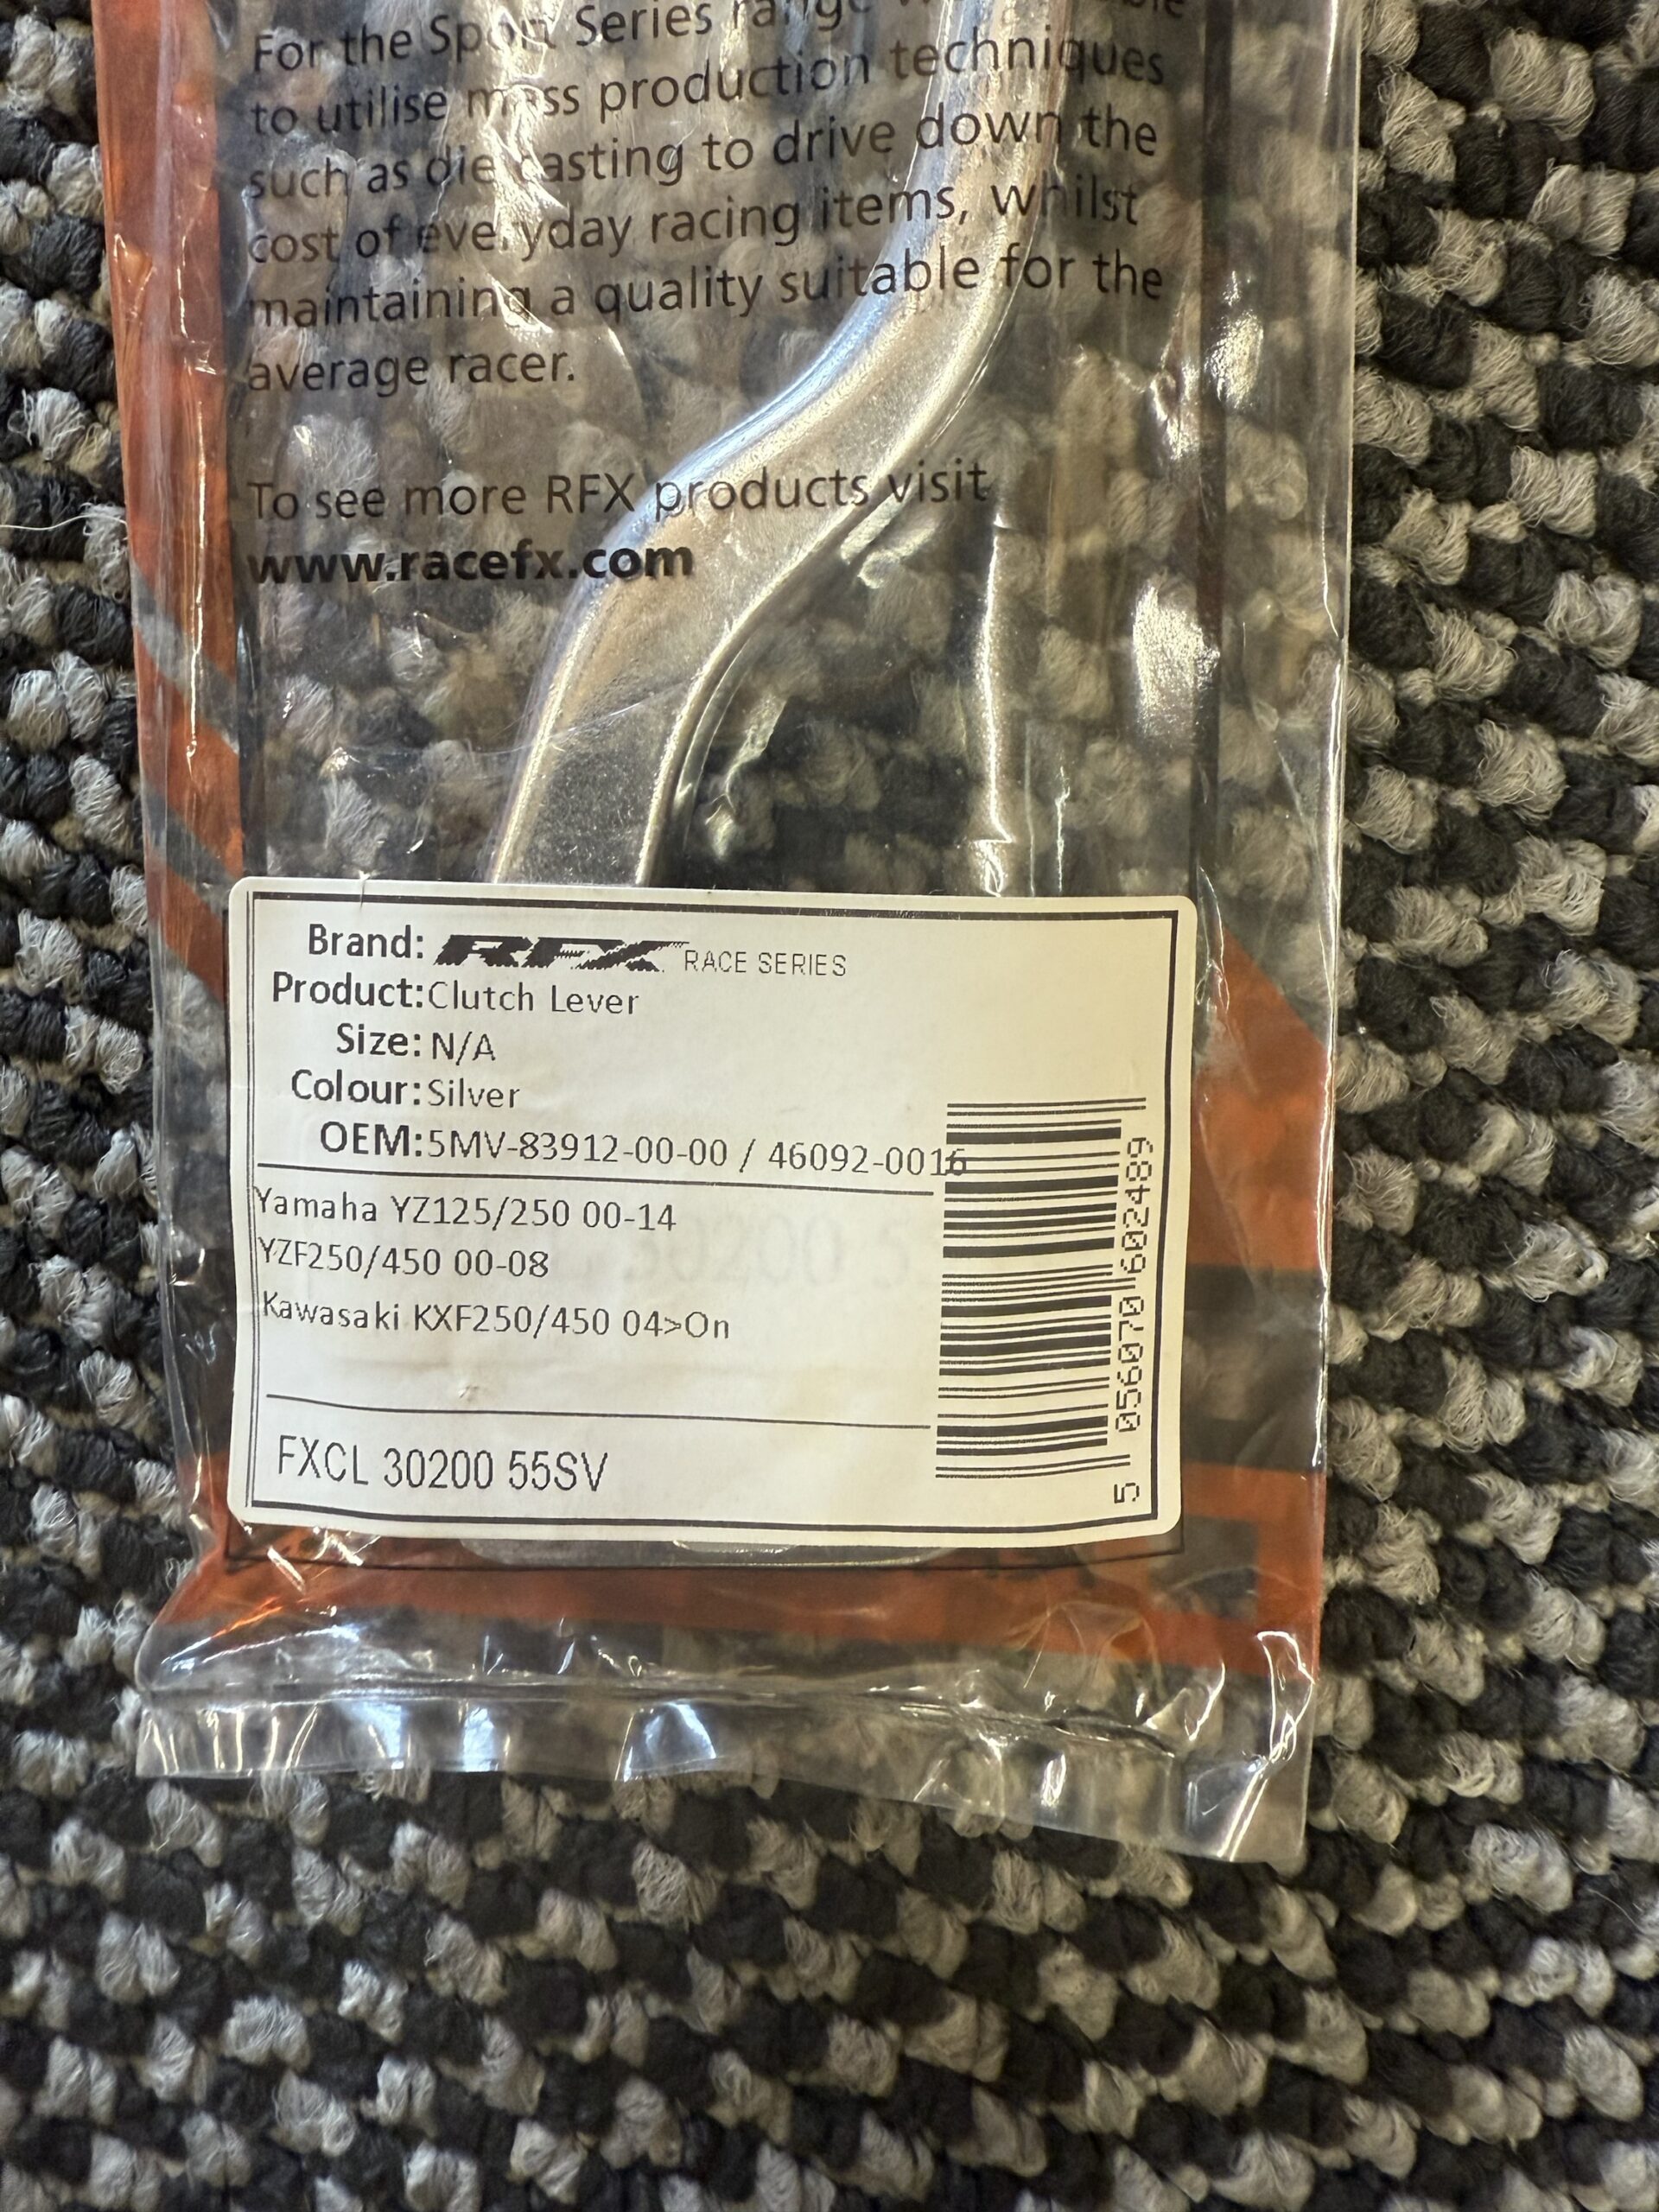 For the Sport Series range
to utilise mass production techniques
such as die casting to drive down the
cost of everyday racing items, whilst
maintaining a quality suitable for the
average racer.
To see more RFX products visit
www.racefx.com
Brand: RFX RACE SERIES
Product: Clutch Lever
Size: N/A
Colour: Silver
OEM: 5MV-83912-00-00 / 46092-0016
Yamaha YZ125/250 00-14
YZF250/450 00-08
Kawasaki KXF250/450 04>On
FXCL 30200 55SV
5 056070 602489